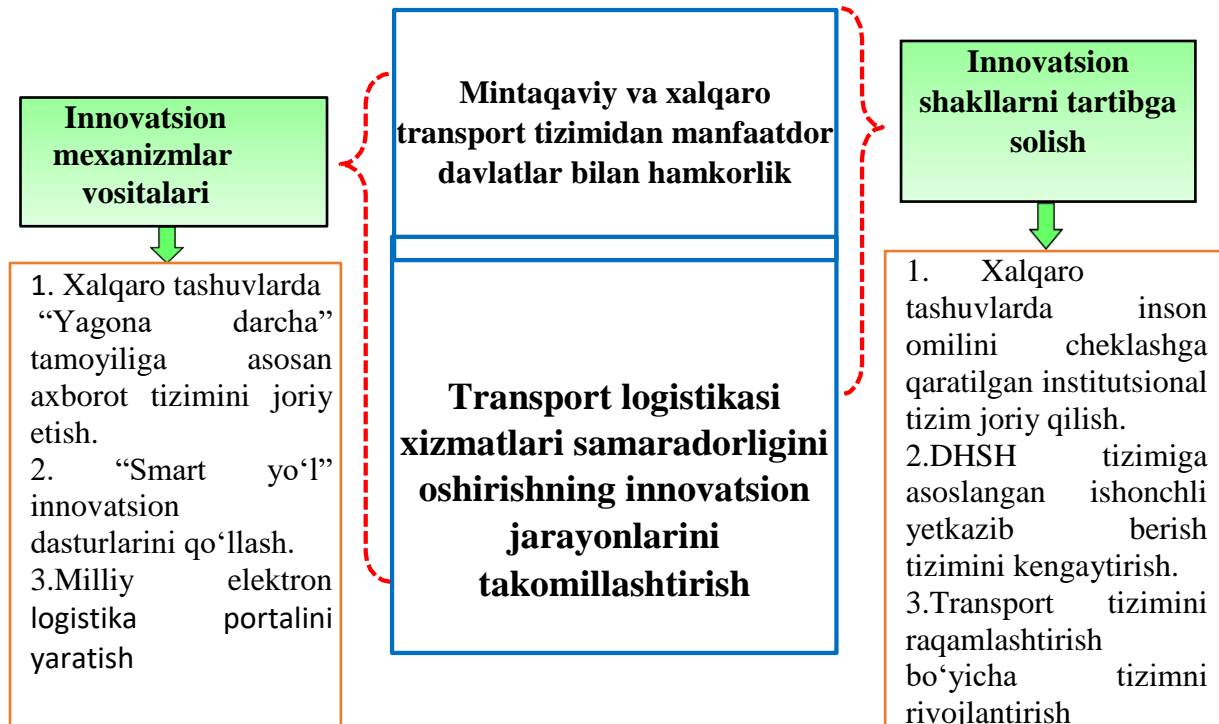 Innovatsion
mexanizmlar
vositalari
1. Xalqaro tashuvlarda
“Yagona darcha”
tamoyiliga asosan
axborot tizimini joriy
etish.
2. “Smart yo‘l”
innovatsion
dasturlarini qo‘llash.
3.Milliy elektron
logistika portalini
yaratish
Mintaqaviy va xalqaro
transport tizimidan manfaatdor
davlatlar bilan hamkorlik
Transport logistikasi
xizmatlari samaradorligini
oshirishning innovatsion
jarayonlarini
takomillashtirish
Innovatsion
shakllarni tartibga
solish
1. Xalqaro
tashuvlarda inson
omilini cheklashga
qaratilgan institutsional
tizim joriy qilish.
2.DHSH tizimiga
asoslangan ishonchli
yetkazib berish
tizimini kengaytirish.
3.Transport tizimini
raqamlashtirish
bo‘yicha tizimni
rivojlantirish